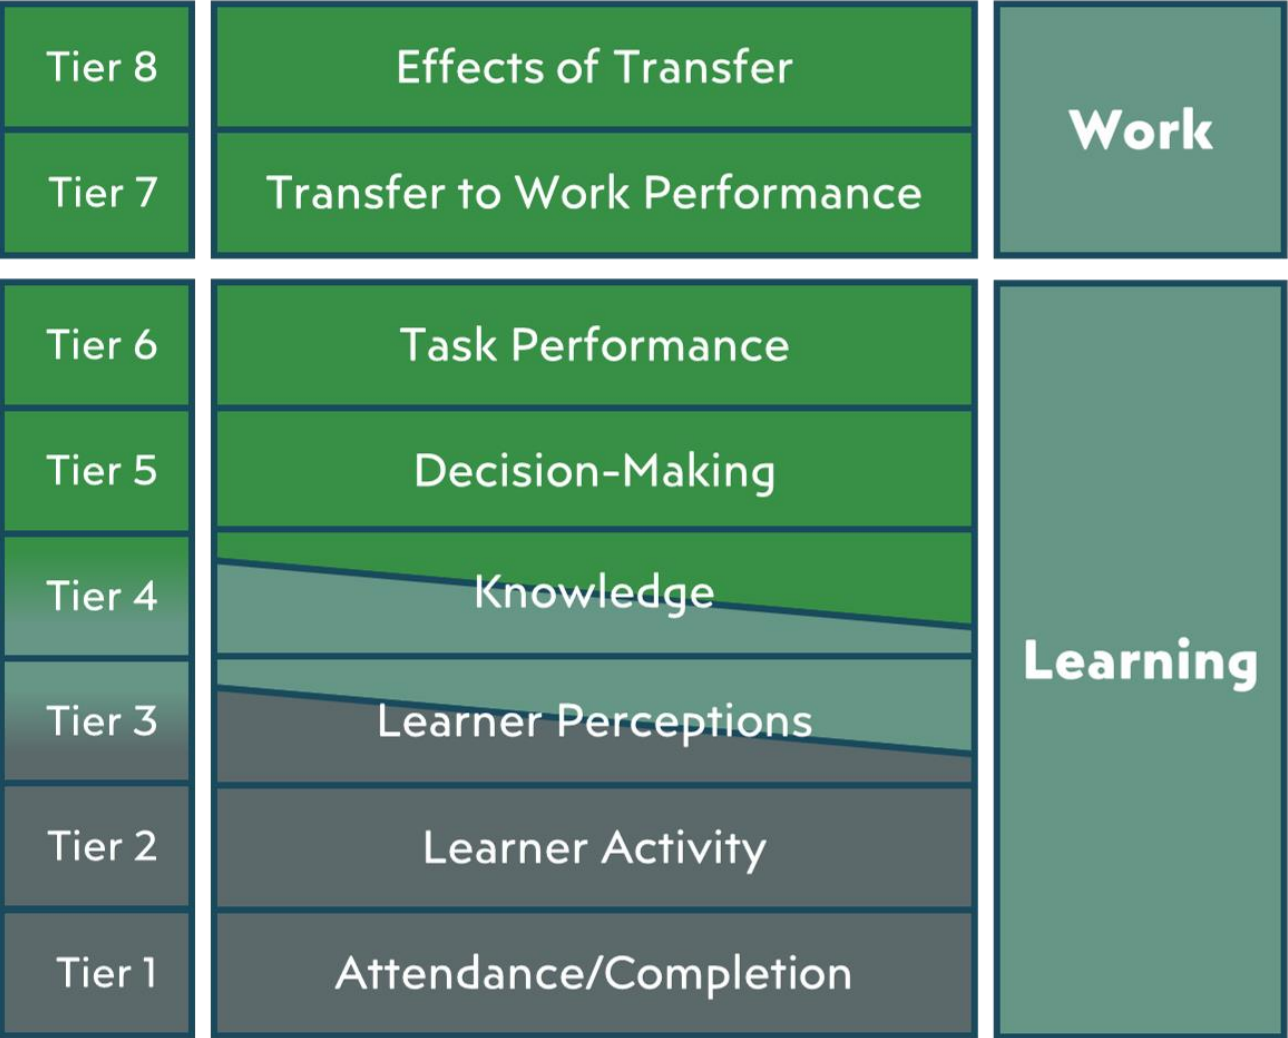 Tier 8
Effects of Transfer
Work
Tier 7
Transfer to Work Performance
Tier 6
Task Performance
Tier 5
Decision-Making
Tier 4
Knowledge
Learning
Tier 3
Learner Perceptions
Tier 2
Learner Activity
Tier 1
Attendance/Completion